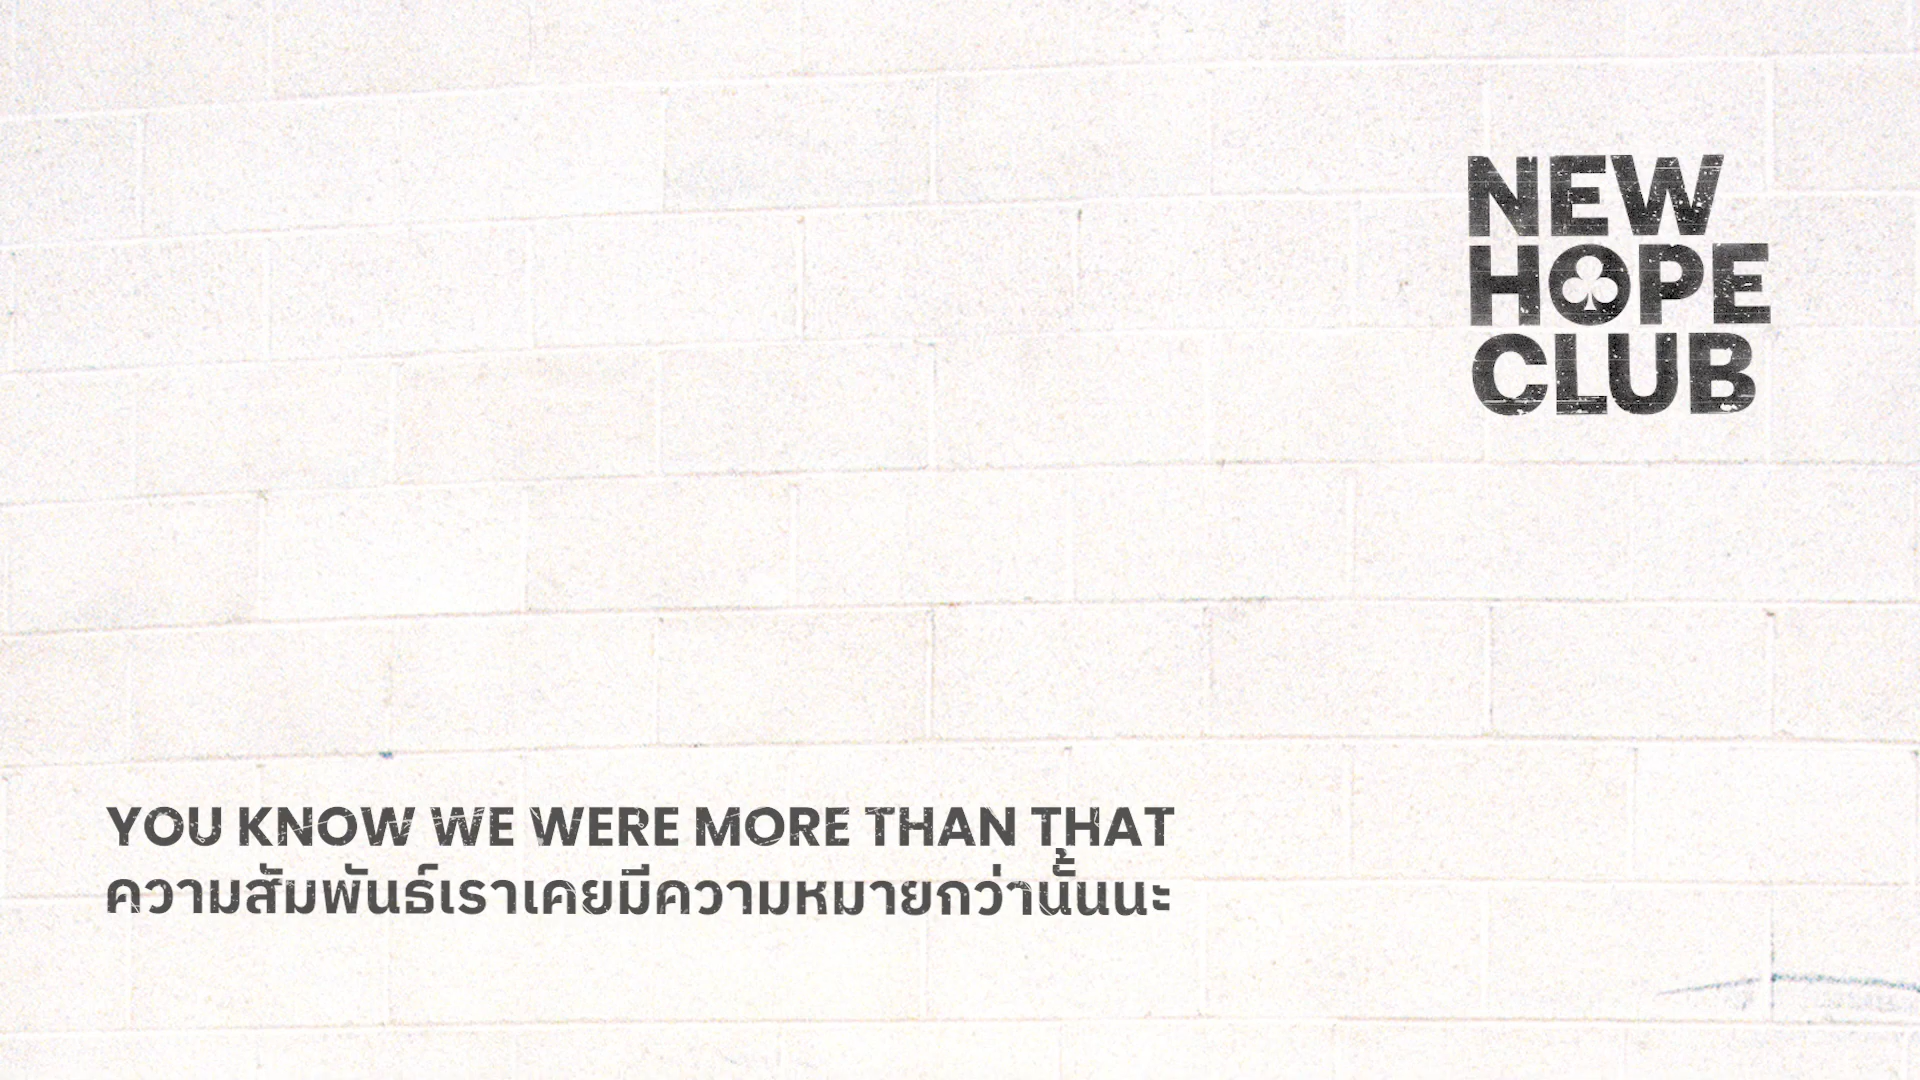 NEW
HOPE
CLUB
YOU KNOW WE WERE MORE THAN THAT
ความสัมพันธ์เราเคยมีความหมายกว่านั้นนะ